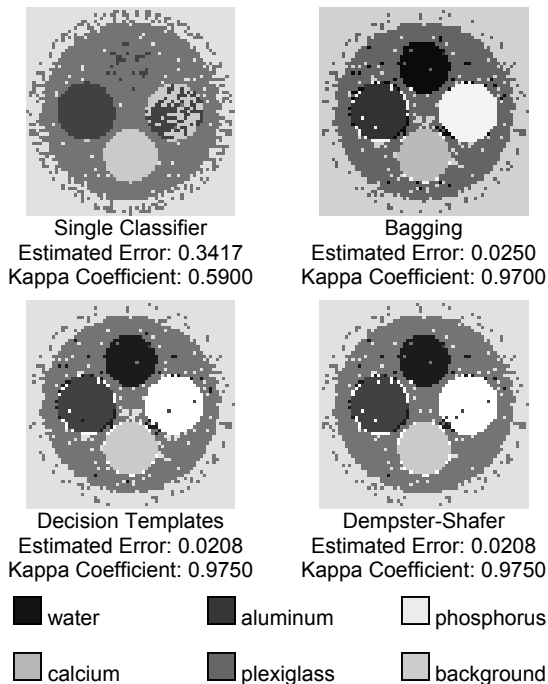 Single Classifier
Estimated Error: 0.3417
Kappa Coefficient: 0.5900
Bagging
Estimated Error: 0.0250
Kappa Coefficient: 0.9700
Decision Templates
Estimated Error: 0.0208
Kappa Coefficient: 0.9750
Dempster-Shafer
Estimated Error: 0.0208
Kappa Coefficient: 0.9750
water
aluminum
phosphorus
calcium
plexiglass
background